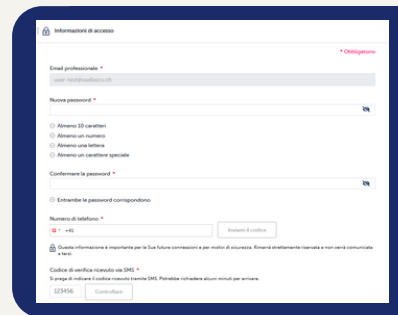 Informazioni di accesso
* Obbligatorio
Email professionale *
Nuova password *
Almeno 10 caratteri
Almeno un numero
Almeno una lettera
Almeno un carattere speciale
Confermare la password *
Entrambe le password corrispondono
Numero di telefono *
+41 Inviami il codice
Questa informazione è importante per la Sue future connessioni e per motivi di sicurezza. Rimarrà strettamente riservata e non verrà comunicata
a terzi.
Codice di verifica ricevuto via SMS *
Si prega di indicare il codice ricevuto tramite SMS. Potrebbe richiedere alcuni minuti per arrivare.
123456 Controllare